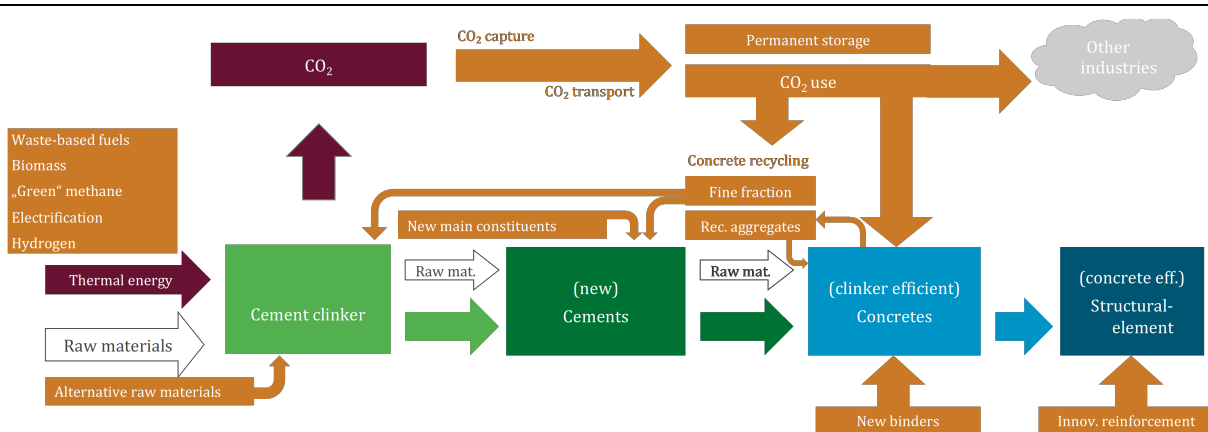 CO₂
CO₂ capture
CO₂ transport
Permanent storage
CO₂ use
Other
industries
Waste-based fuels
Biomass
„Green“ methane
Electrification
Hydrogen
Concrete recycling
Fine fraction
New main constituents
Rec. aggregates
Thermal energy
Raw materials
Alternative raw materials
Cement clinker
Raw mat.
(new)
Cements
Raw mat.
(clinker efficient)
Concretes
(concrete eff.)
Structural-
element
New binders
Innov. reinforcement